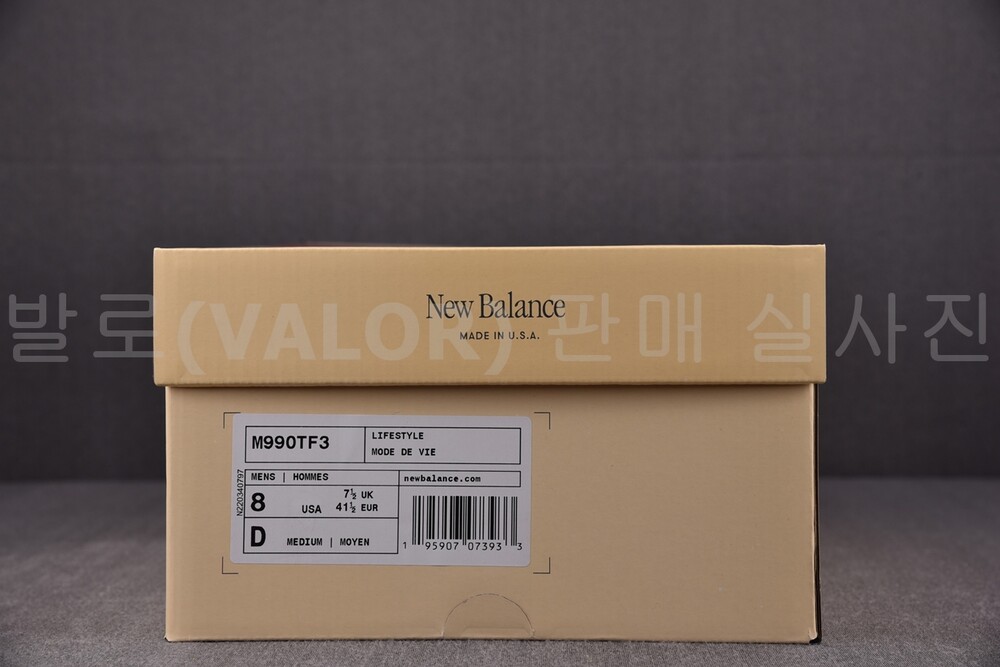 New Balance
MADE IN U.S.A.
발로(VALOR) 판매 실사진
M990TF3
LIFESTYLE
MODE DE VIE
MENS | HOMMES
newbalance.com
N220340797
8 USA 7½ UK
41½ EUR
D MEDIUM | MOYEN
1 95907 07393 3